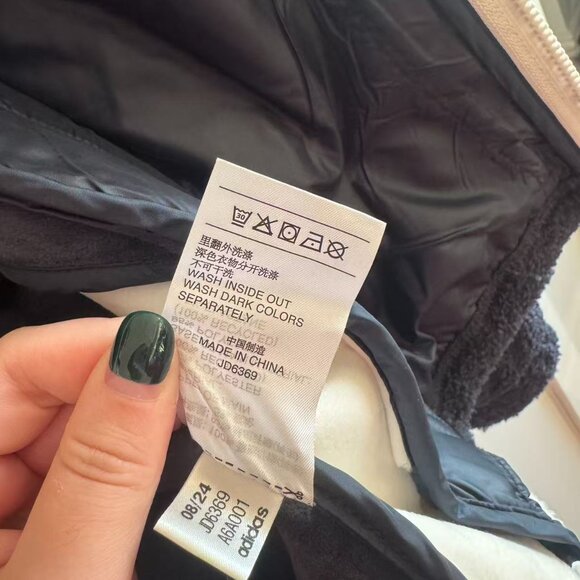 30
里翻外洗涤
深色衣物分开洗涤
不可干洗
WASH INSIDE OUT
WASH DARK COLORS
SEPARATELY
中国制造
MADE IN CHINA
JD6369
08/24
JD6369
A6A001
adidas